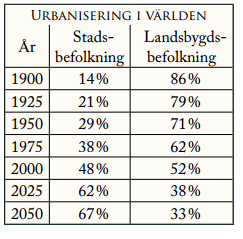 URBANISERING I VÄRLDEN
År Stads- Landsbygds-
befolkning befolkning
1900 14 % 86 %
1925 21 % 79 %
1950 29 % 71 %
1975 38 % 62 %
2000 48 % 52 %
2025 62 % 38 %
2050 67 % 33 %